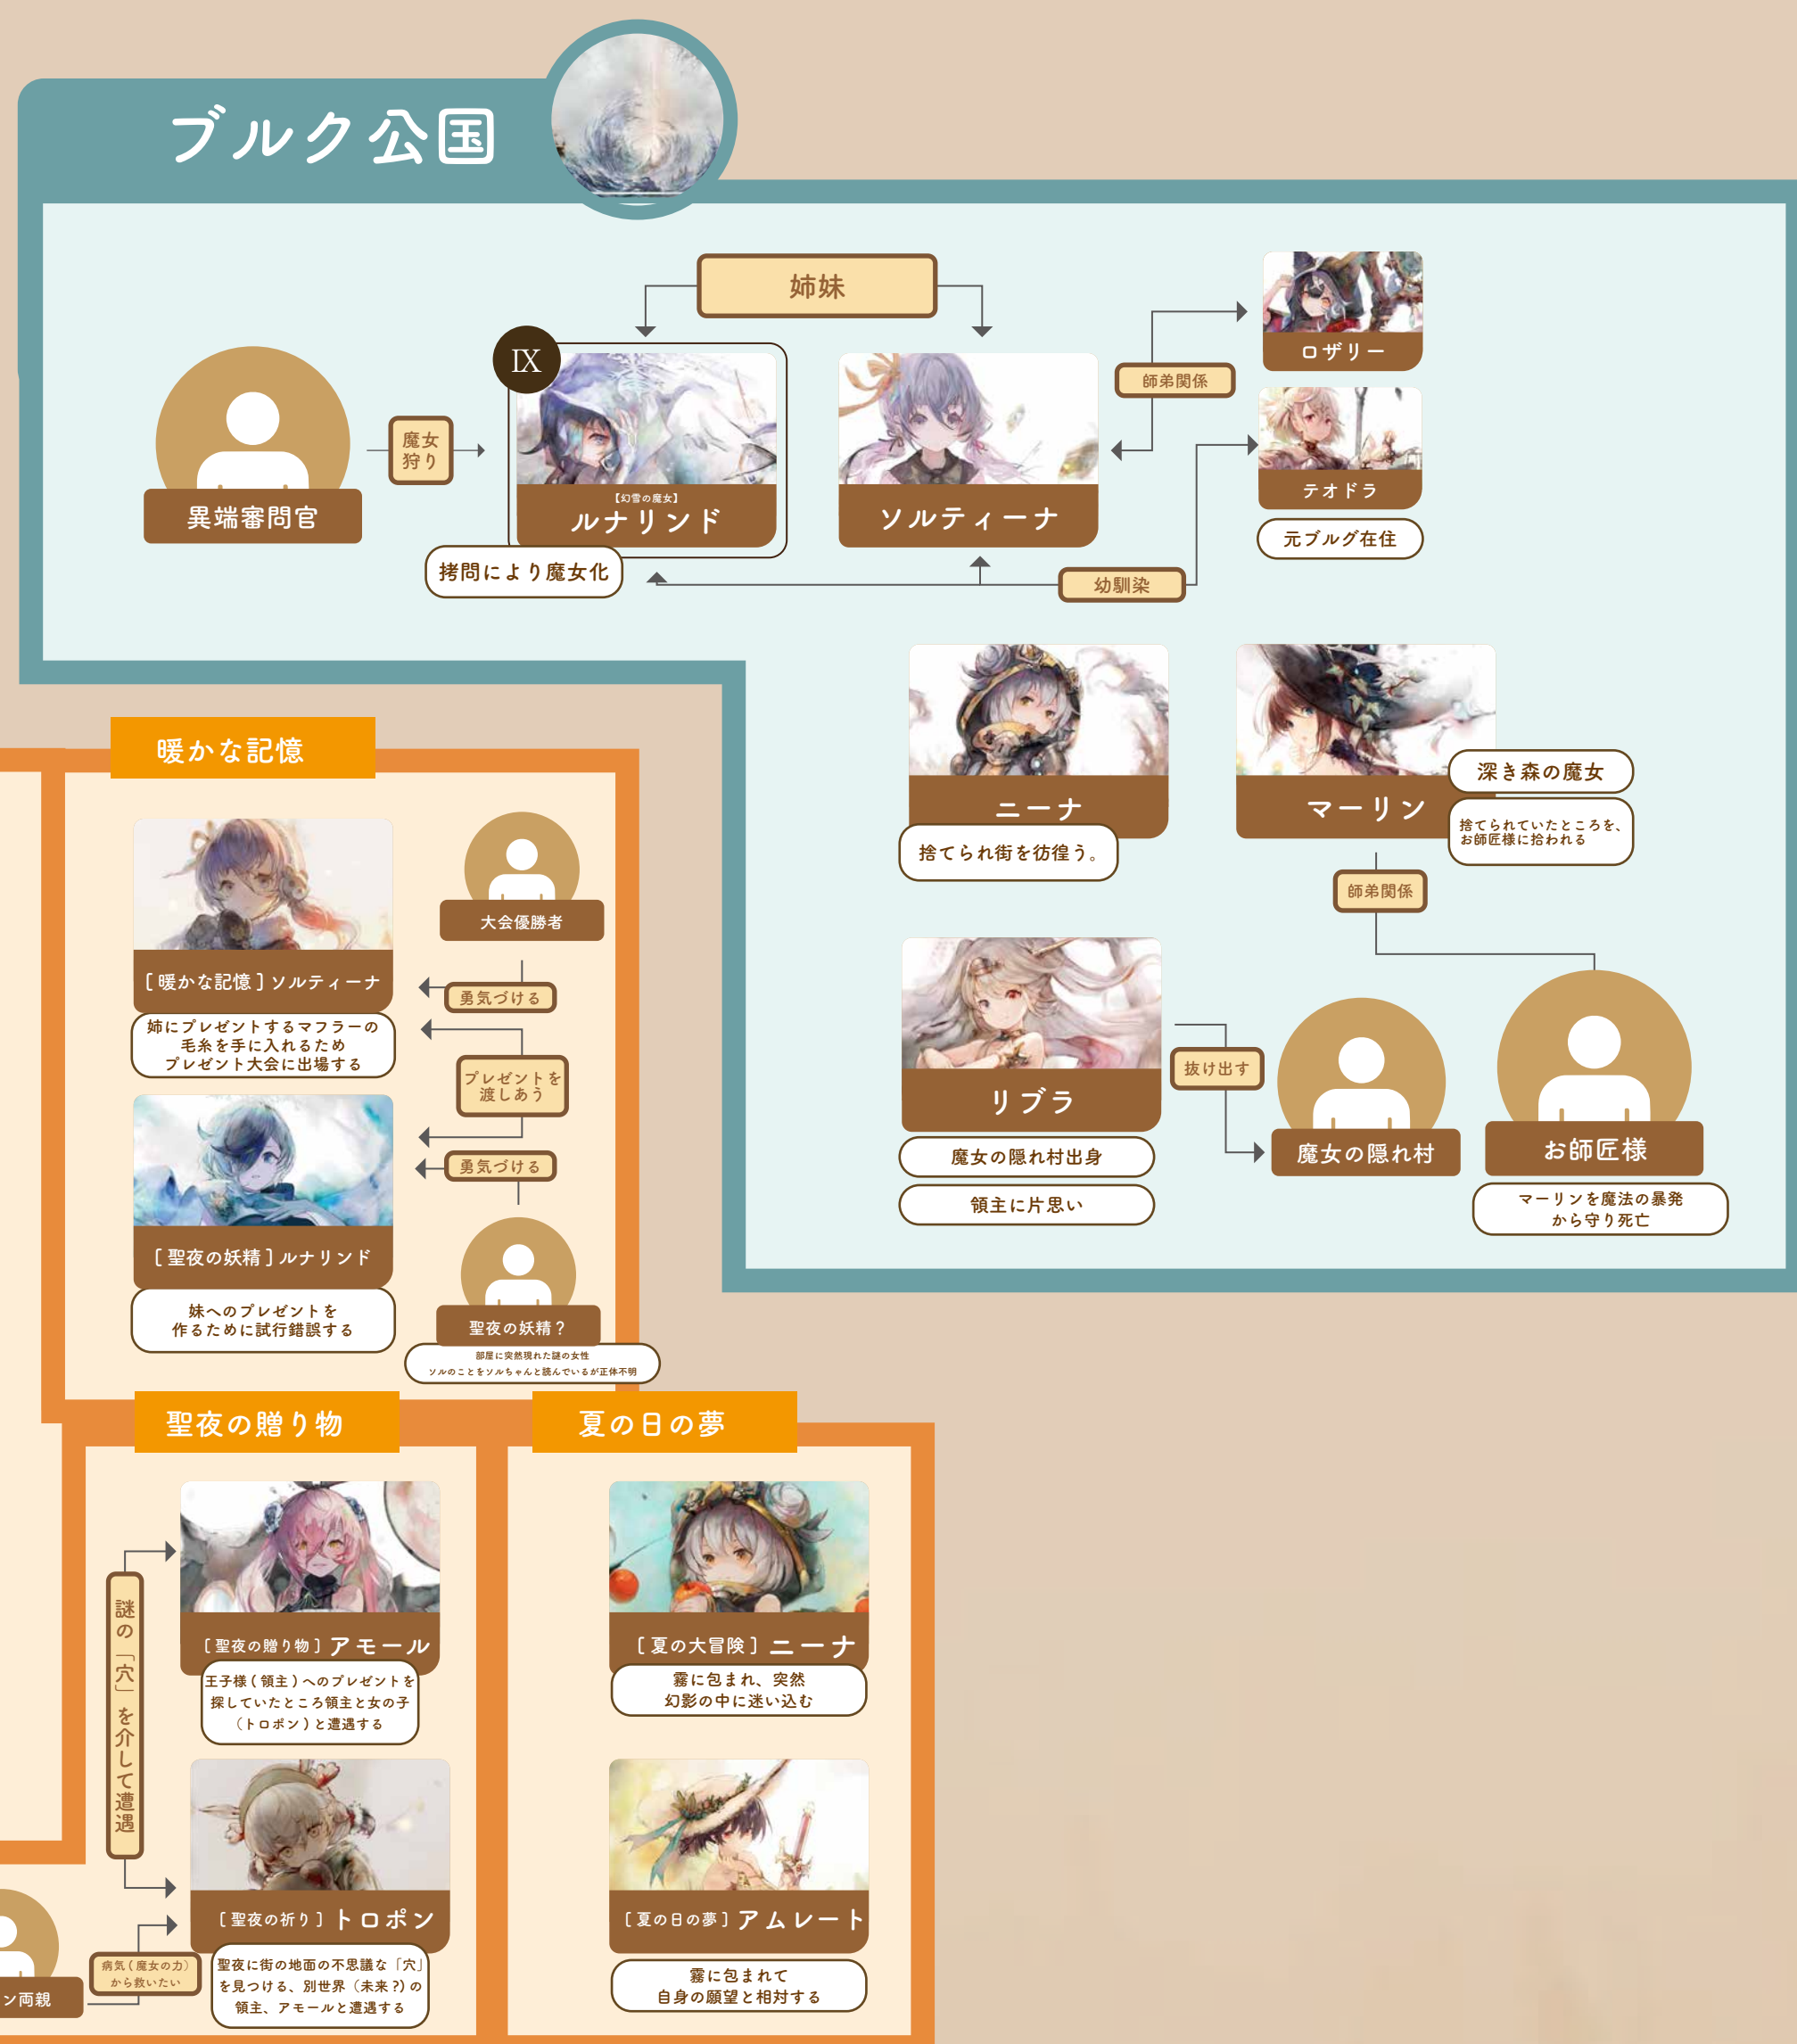 ブルク公国
姉妹
ロザリー
師弟関係
テオドラ
元ブルグ在住
Ⅸ
魔女
狩り
異端審問官
【幻雪の魔女】
ルナリンド
拷問により魔女化
ソルティーナ
幼馴染
ニーナ
捨てられ街を彷徨う。
マーリン
深き森の魔女
捨てられていたところを、
お師匠様に拾われる
師弟関係
リブラ
魔女の隠れ村出身
領主に片思い
抜け出す
魔女の隠れ村
お師匠様
マーリンを魔法の暴発
から守り死亡
暖かな記憶
大会優勝者
[暖かな記憶]ソルティーナ
勇気づける
姉にプレゼントするマフラーの
毛糸を手に入れるため
プレゼント大会に出場する
プレゼントを
渡しあう
勇気づける
[聖夜の妖精]ルナリンド
妹へのプレゼントを
作るために試行錯誤する
聖夜の妖精？
部屋に突然現れた謎の女性
ソルのことをソルちゃんと読んでいるが正体不明
聖夜の贈り物
[聖夜の贈り物]アモール
王子様(領主)へのプレゼントを
探していたところ領主と女の子
（トロポン)と遭遇する
謎の「穴」を介して遭遇
[聖夜の祈り]トロポン
聖夜に街の地面の不思議な「穴」
を見つける、別世界（未来?)の
領主、アモールと遭遇する
病気(魔女の力)
から救いたい
ン両親
夏の日の夢
[夏の大冒険]ニーナ
霧に包まれ、突然
幻影の中に迷い込む
[夏の日の夢]アムレート
霧に包まれて
自身の願望と相対する